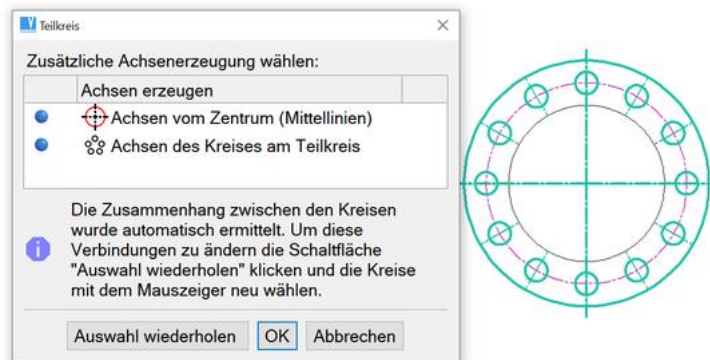 Teilkreis
Zusätzliche Achsenerzeugung wählen:
Achsen erzeugen
Achsen vom Zentrum (Mittellinien)
Achsen des Kreises am Teilkreis
Die Zusammenhang zwischen den Kreisen
wurde automatisch ermittelt. Um diese
Verbindungen zu ändern die Schaltfläche
"Auswahl wiederholen" klicken und die Kreise
mit dem Mauszeiger neu wählen.
Auswahl wiederholen OK Abbrechen